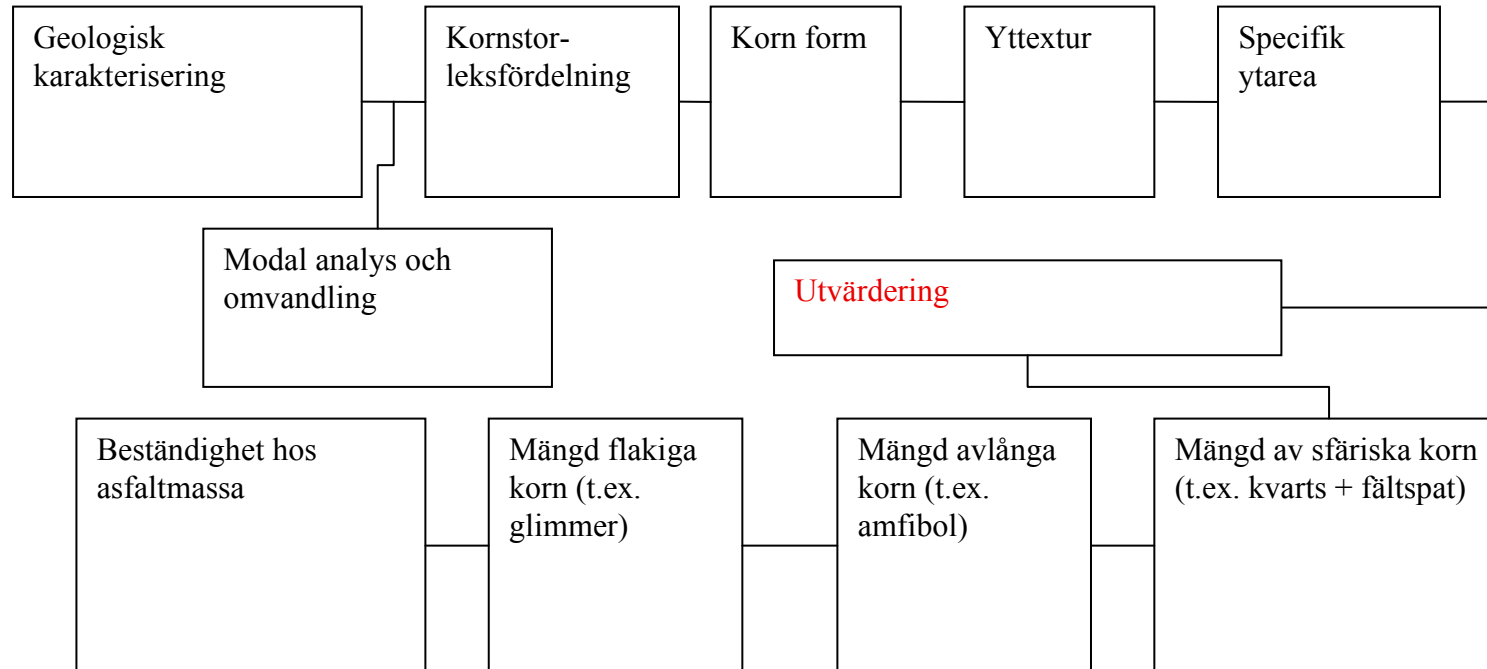 Geologisk
karakterisering
Kornstor-
leksfördelning
Korn form
Yttextur
Specifik
ytarea
Modal analys och
omvandling
Utvärdering
Beständighet hos
asfaltmassa
Mängd flakiga
korn (t.ex.
glimmer)
Mängd avlånga
korn (t.ex.
amfibol)
Mängd av sfäriska korn
(t.ex. kvarts + fältspat)